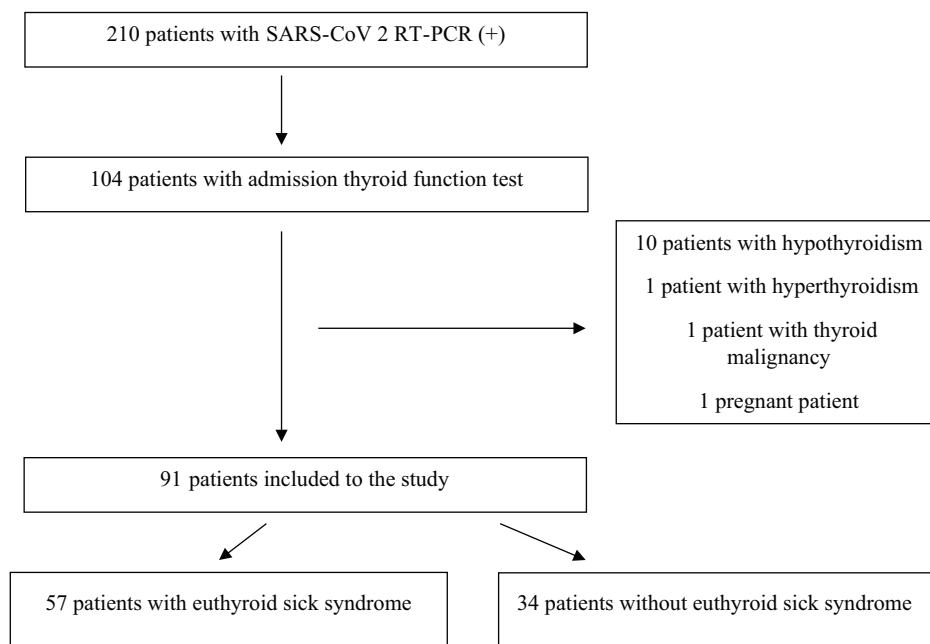 210 patients with SARS-CoV 2 RT-PCR (+)
104 patients with admission thyroid function test
10 patients with hypothyroidism
1 patient with hyperthyroidism
1 patient with thyroid
malignancy
1 pregnant patient
91 patients included to the study
57 patients with euthyroid sick syndrome
34 patients without euthyroid sick syndrome